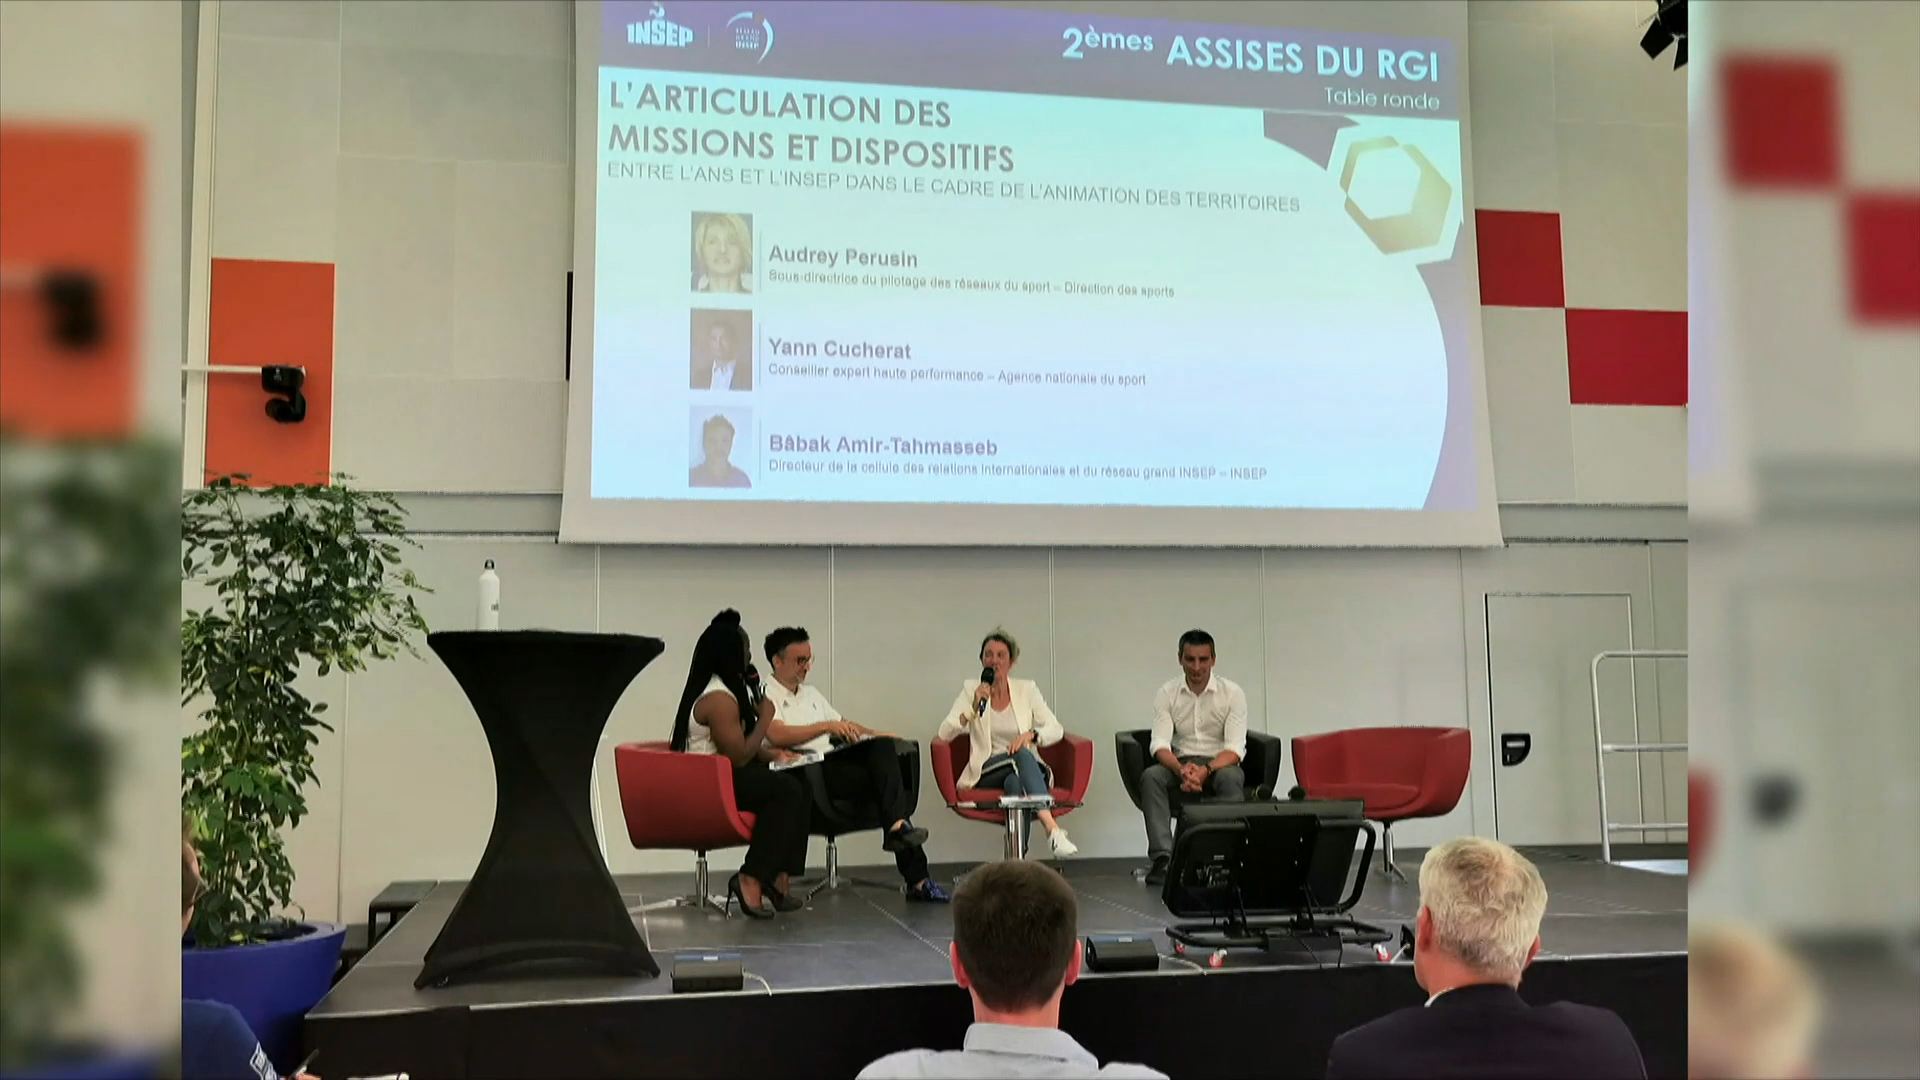 INSEP
RÉSEAU GRAND INSEP
2èmes ASSISES DU RGI
Table ronde
L'ARTICULATION DES
MISSIONS ET DISPOSITIFS
ENTRE L'ANS ET L'INSEP DANS LE CADRE DE L'ANIMATION DES TERRITOIRES
Audrey Perusin
Sous-directrice du pilotage des réseaux du sport – Direction des sports
Yann Cucherat
Conseiller expert haute performance – Agence nationale du sport
Bâbak Amir-Tahmasseb
Directeur de la cellule des relations internationales et du réseau grand INSEP – INSEP